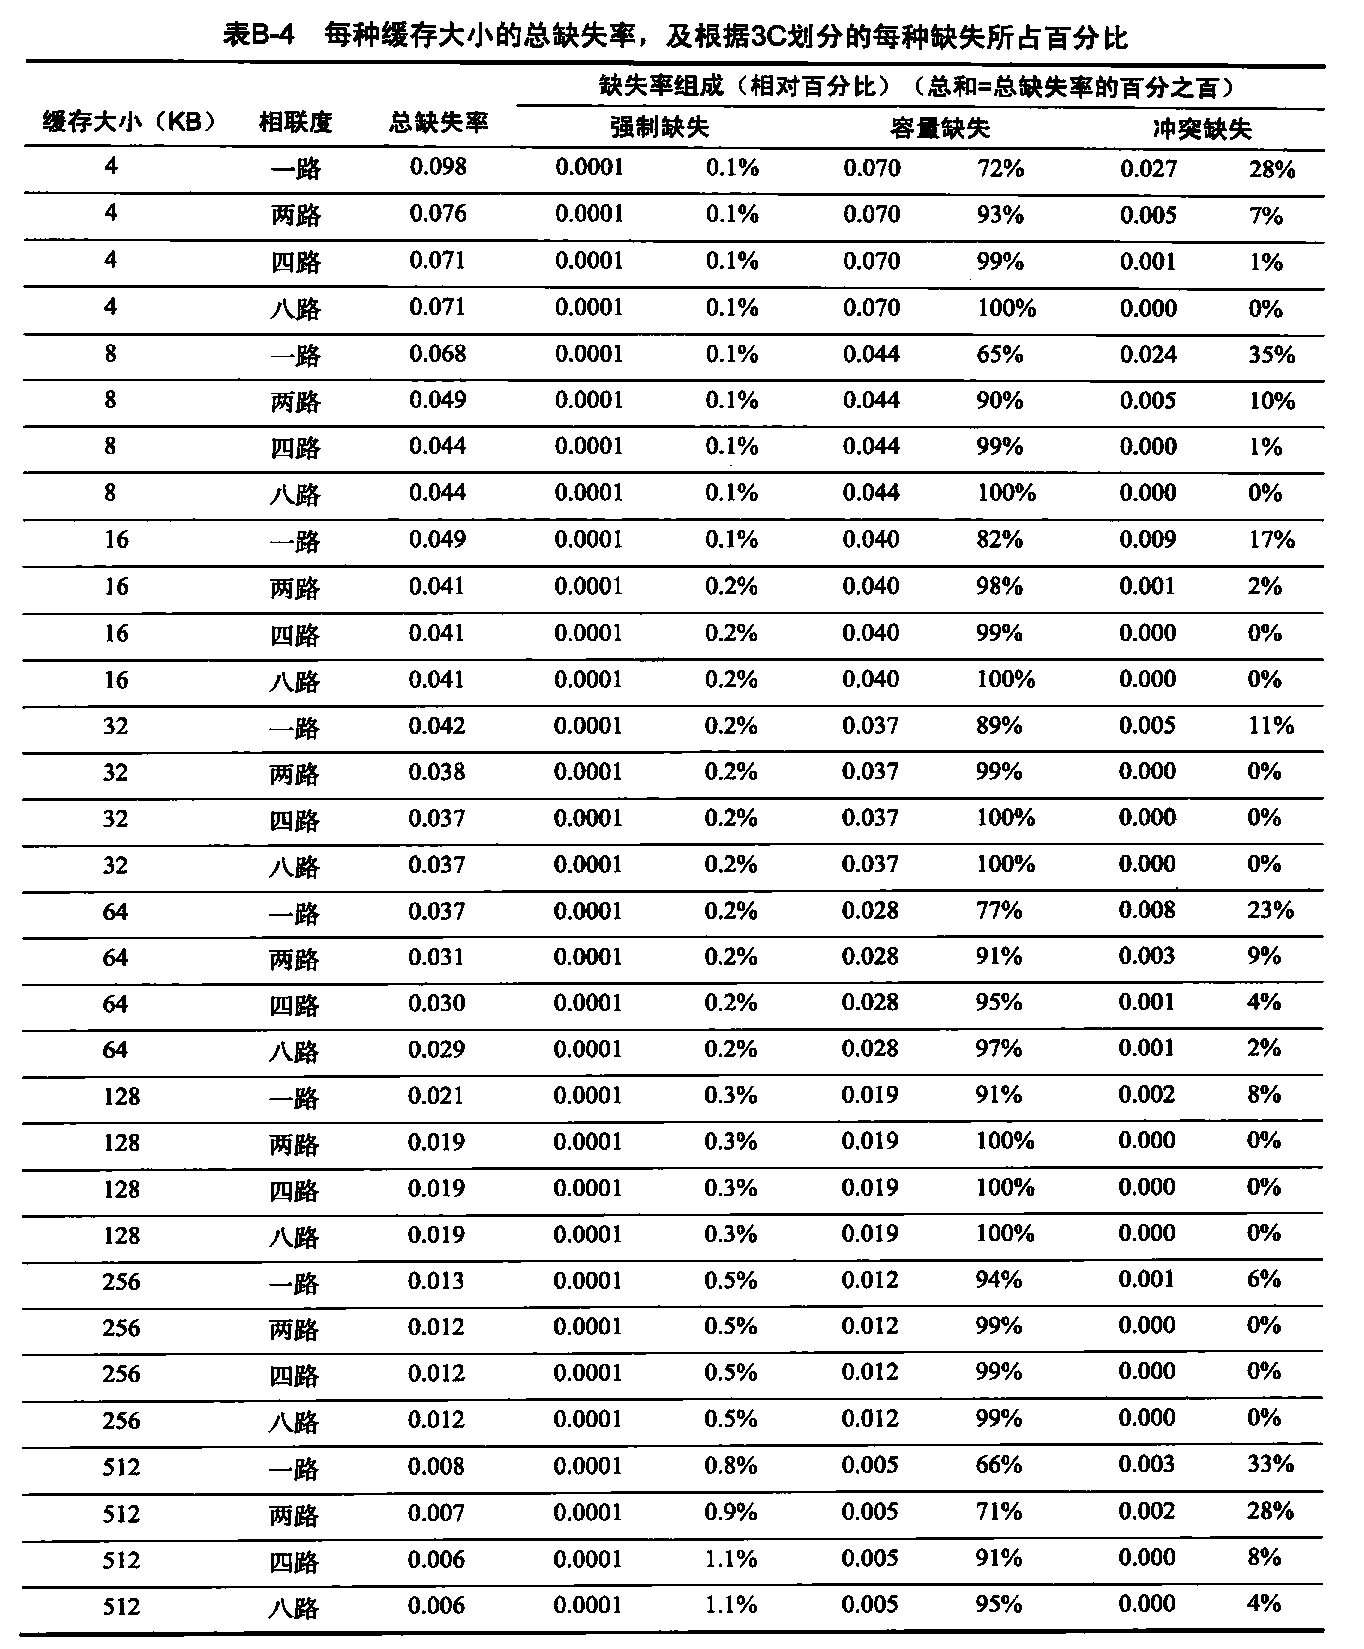 表B-4 每种缓存大小的总缺失率，及根据3C划分的每种缺失所占百分比
缺失率组成（相对百分比）（总和=总缺失率的百分之百）
缓存大小（KB） 相联度 总缺失率 强制缺失 容量缺失 冲突缺失
4 一路 0.098 0.0001 0.1% 0.070 72% 0.027 28%
4 两路 0.076 0.0001 0.1% 0.070 93% 0.005 7%
4 四路 0.071 0.0001 0.1% 0.070 99% 0.001 1%
4 八路 0.071 0.0001 0.1% 0.070 100% 0.000 0%
8 一路 0.068 0.0001 0.1% 0.044 65% 0.024 35%
8 两路 0.049 0.0001 0.1% 0.044 90% 0.005 10%
8 四路 0.044 0.0001 0.1% 0.044 99% 0.000 1%
8 八路 0.044 0.0001 0.1% 0.044 100% 0.000 0%
16 一路 0.049 0.0001 0.1% 0.040 82% 0.009 17%
16 两路 0.041 0.0001 0.2% 0.040 98% 0.001 2%
16 四路 0.041 0.0001 0.2% 0.040 99% 0.000 0%
16 八路 0.041 0.0001 0.2% 0.040 100% 0.000 0%
32 一路 0.042 0.0001 0.2% 0.037 89% 0.005 11%
32 两路 0.038 0.0001 0.2% 0.037 99% 0.000 0%
32 四路 0.037 0.0001 0.2% 0.037 100% 0.000 0%
32 八路 0.037 0.0001 0.2% 0.037 100% 0.000 0%
64 一路 0.037 0.0001 0.2% 0.028 77% 0.008 23%
64 两路 0.031 0.0001 0.2% 0.028 91% 0.003 9%
64 四路 0.030 0.0001 0.2% 0.028 95% 0.001 4%
64 八路 0.029 0.0001 0.2% 0.028 97% 0.001 2%
128 一路 0.021 0.0001 0.3% 0.019 91% 0.002 8%
128 两路 0.019 0.0001 0.3% 0.019 100% 0.000 0%
128 四路 0.019 0.0001 0.3% 0.019 100% 0.000 0%
128 八路 0.019 0.0001 0.3% 0.019 100% 0.000 0%
256 一路 0.013 0.0001 0.5% 0.012 94% 0.001 6%
256 两路 0.012 0.0001 0.5% 0.012 99% 0.000 0%
256 四路 0.012 0.0001 0.5% 0.012 99% 0.000 0%
256 八路 0.012 0.0001 0.5% 0.012 99% 0.000 0%
512 一路 0.008 0.0001 0.8% 0.005 66% 0.003 33%
512 两路 0.007 0.0001 0.9% 0.005 71% 0.002 28%
512 四路 0.006 0.0001 1.1% 0.005 91% 0.000 8%
512 八路 0.006 0.0001 1.1% 0.005 95% 0.000 4%